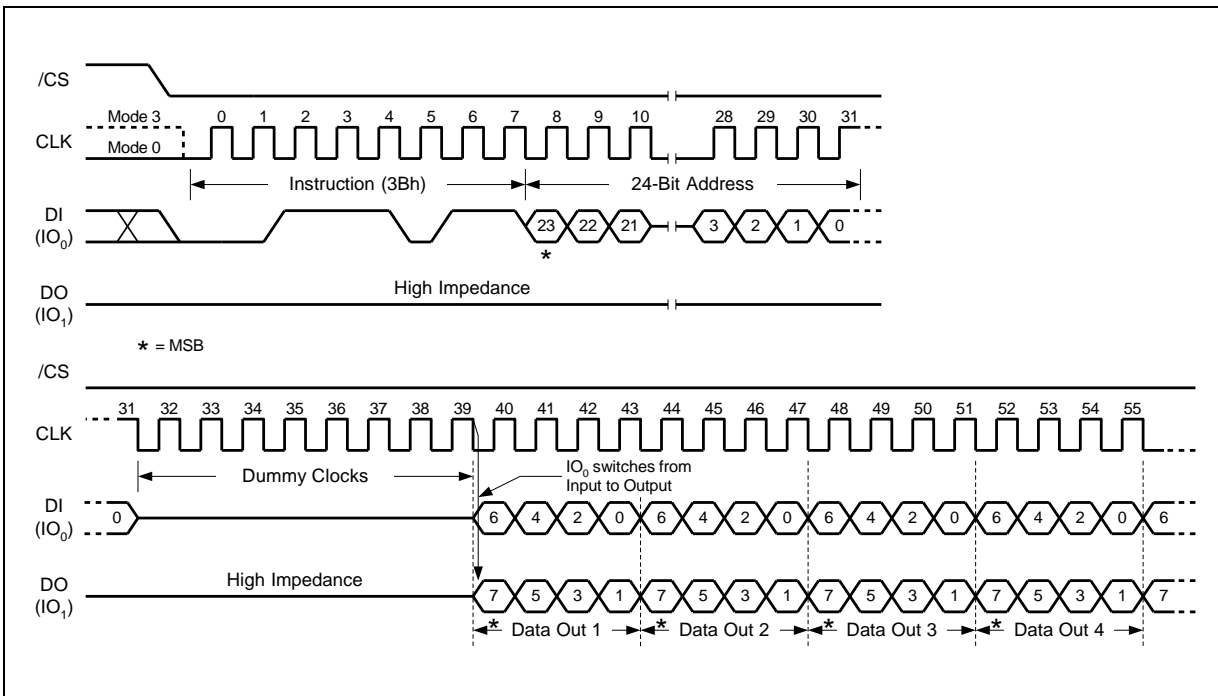 /CS
Mode 3 0 1 2 3 4 5 6 7 8 9 10 28 29 30 31
CLK
Mode 0
Instruction (3Bh) 24-Bit Address
DI
(IO0) 23 22 21 3 2 1 0
*
High Impedance
DO
(IO1)
* = MSB
/CS
31 32 33 34 35 36 37 38 39 40 41 42 43 44 45 46 47 48 49 50 51 52 53 54 55
CLK
Dummy Clocks
IO0 switches from
Input to Output
DI
(IO0) 0 6 4 2 0 6 4 2 0 6 4 2 0 6 4 2 0 6
High Impedance
DO
(IO1) 7 5 3 1 7 5 3 1 7 5 3 1 7 5 3 1 7
* Data Out 1 * Data Out 2 * Data Out 3 * Data Out 4